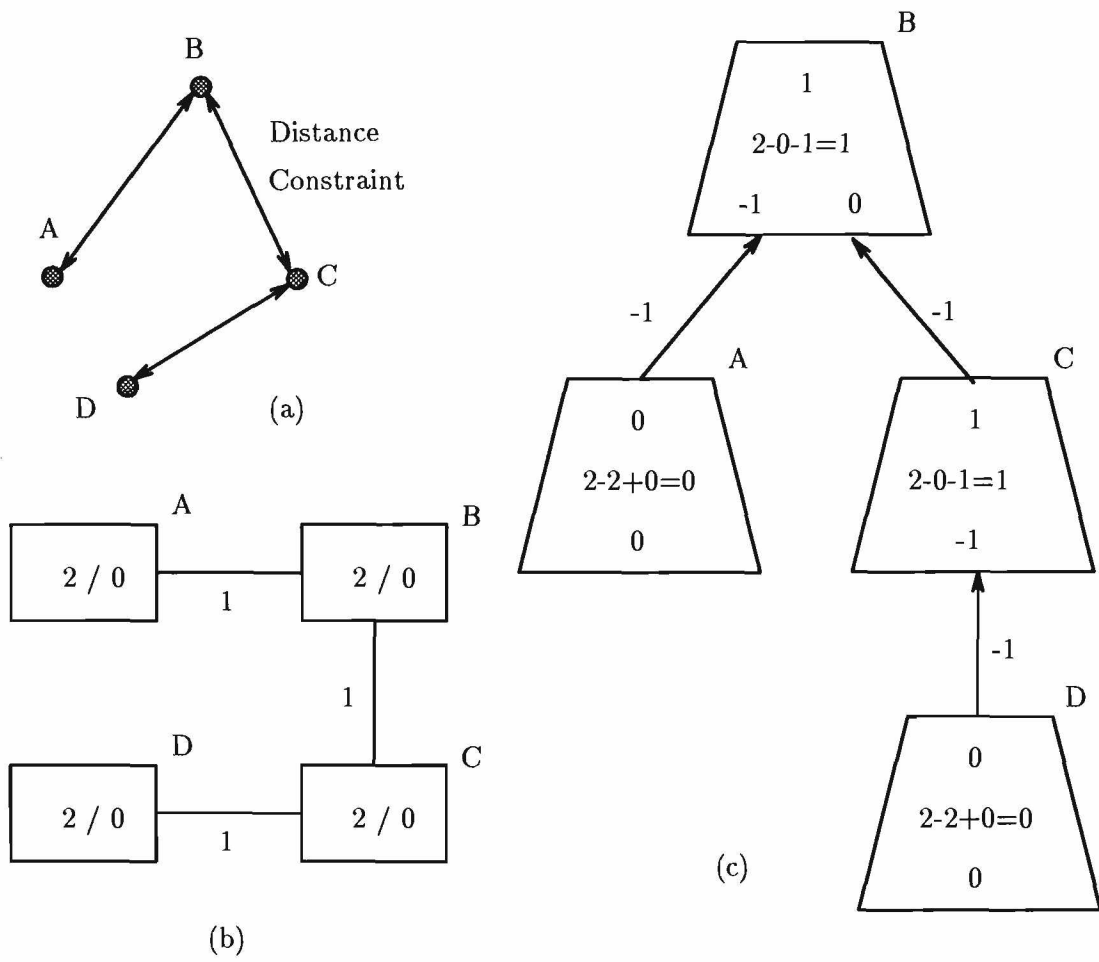 B
Distance
Constraint
A
C
D
(a)
A
B
2 / 0
1
2 / 0
1
D
C
2 / 0
1
2 / 0
(b)
B
1
2-0-1=1
-1 0
-1
-1
A
0
2-2+0=0
0
C
1
2-0-1=1
-1
-1
D
0
2-2+0=0
0
(c)